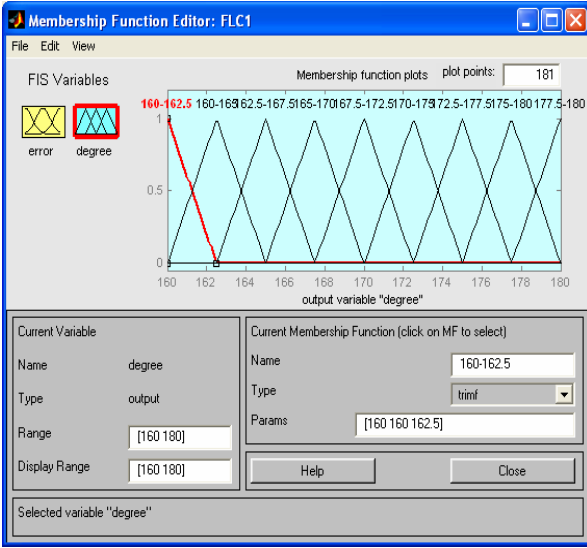 Membership Function Editor: FLC1
File Edit View
FIS Variables
Membership function plots
plot points:
181
160-162.5 160-165 162.5-167.5 165-170 167.5-172.5 170-175 172.5-177.5 175-180 177.5-180
error
degree
1
0.5
0
160 162 164 166 168 170 172 174 176 178 180
output variable "degree"
Current Variable
Name degree
Type output
Range [160 180]
Display Range [160 180]
Current Membership Function (click on MF to select)
Name 160-162.5
Type trimf
Params [160 160 162.5]
Help Close
Selected variable "degree"